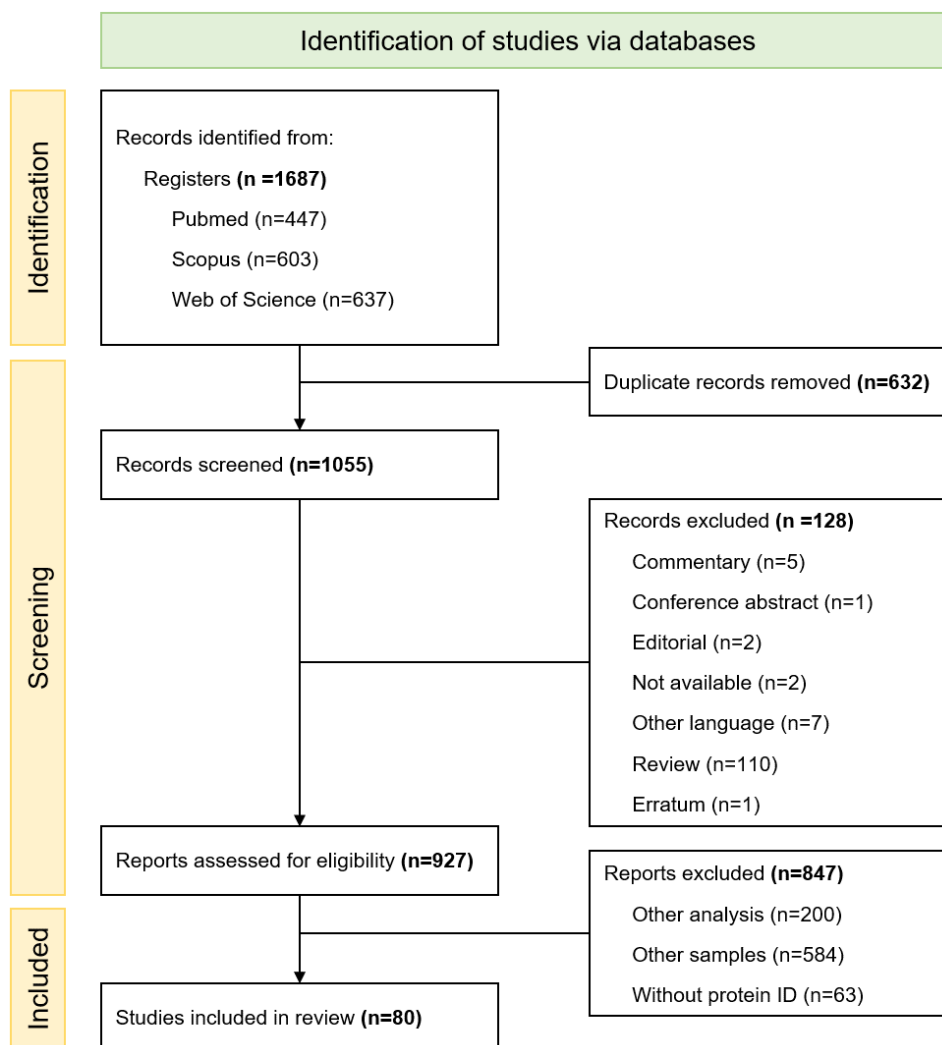 Identification of studies via databases
Identification
Records identified from:
Registers (n =1687)
Pubmed (n=447)
Scopus (n=603)
Web of Science (n=637)
Duplicate records removed (n=632)
Screening
Records screened (n=1055)
Records excluded (n =128)
Commentary (n=5)
Conference abstract (n=1)
Editorial (n=2)
Not available (n=2)
Other language (n=7)
Review (n=110)
Erratum (n=1)
Reports assessed for eligibility (n=927)
Reports excluded (n=847)
Other analysis (n=200)
Other samples (n=584)
Without protein ID (n=63)
Included
Studies included in review (n=80)